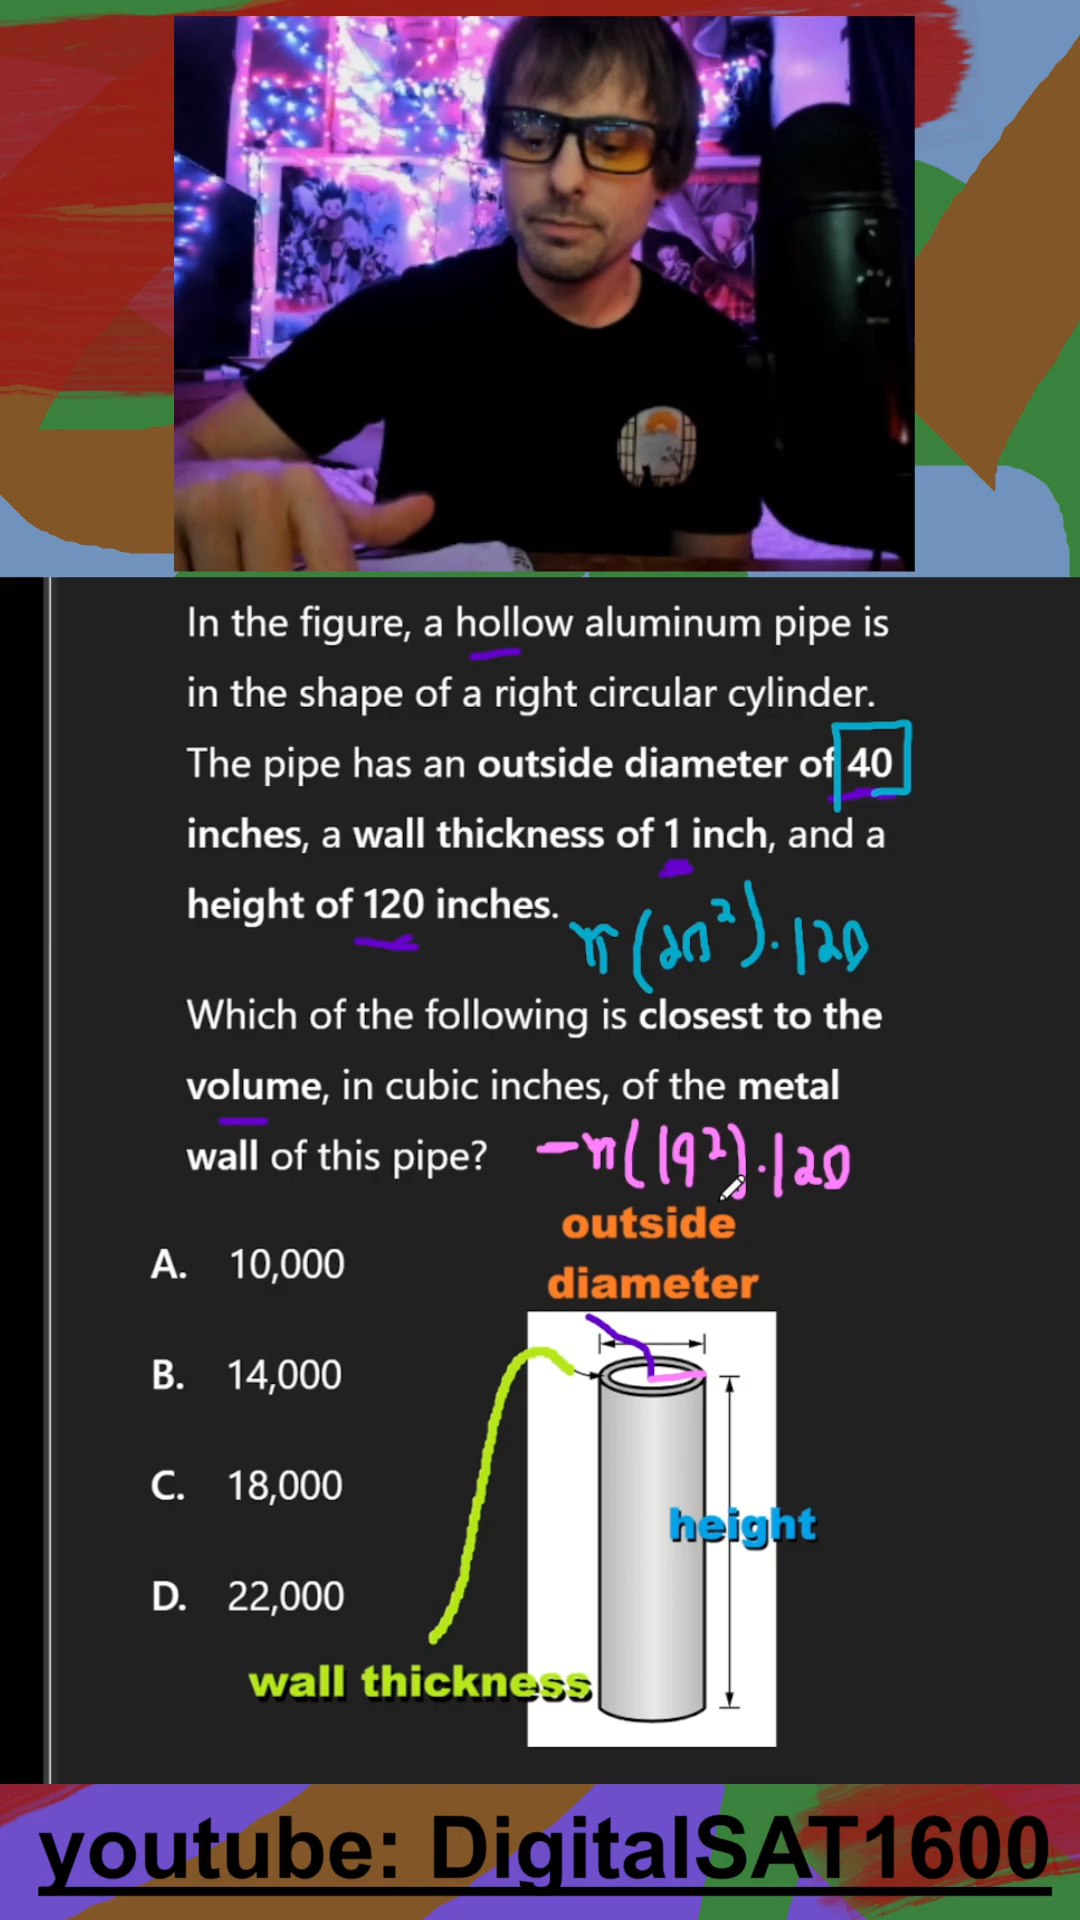 In the figure, a hollow aluminum pipe is
in the shape of a right circular cylinder.
The pipe has an outside diameter of 40
inches, a wall thickness of 1 inch, and a
height of 120 inches.
π(20²)·120
Which of the following is closest to the
volume, in cubic inches, of the metal
wall of this pipe?
-π(19²)·120
A. 10,000
B. 14,000
C. 18,000
D. 22,000
outside
diameter
height
wall thickness
youtube: DigitalSAT1600